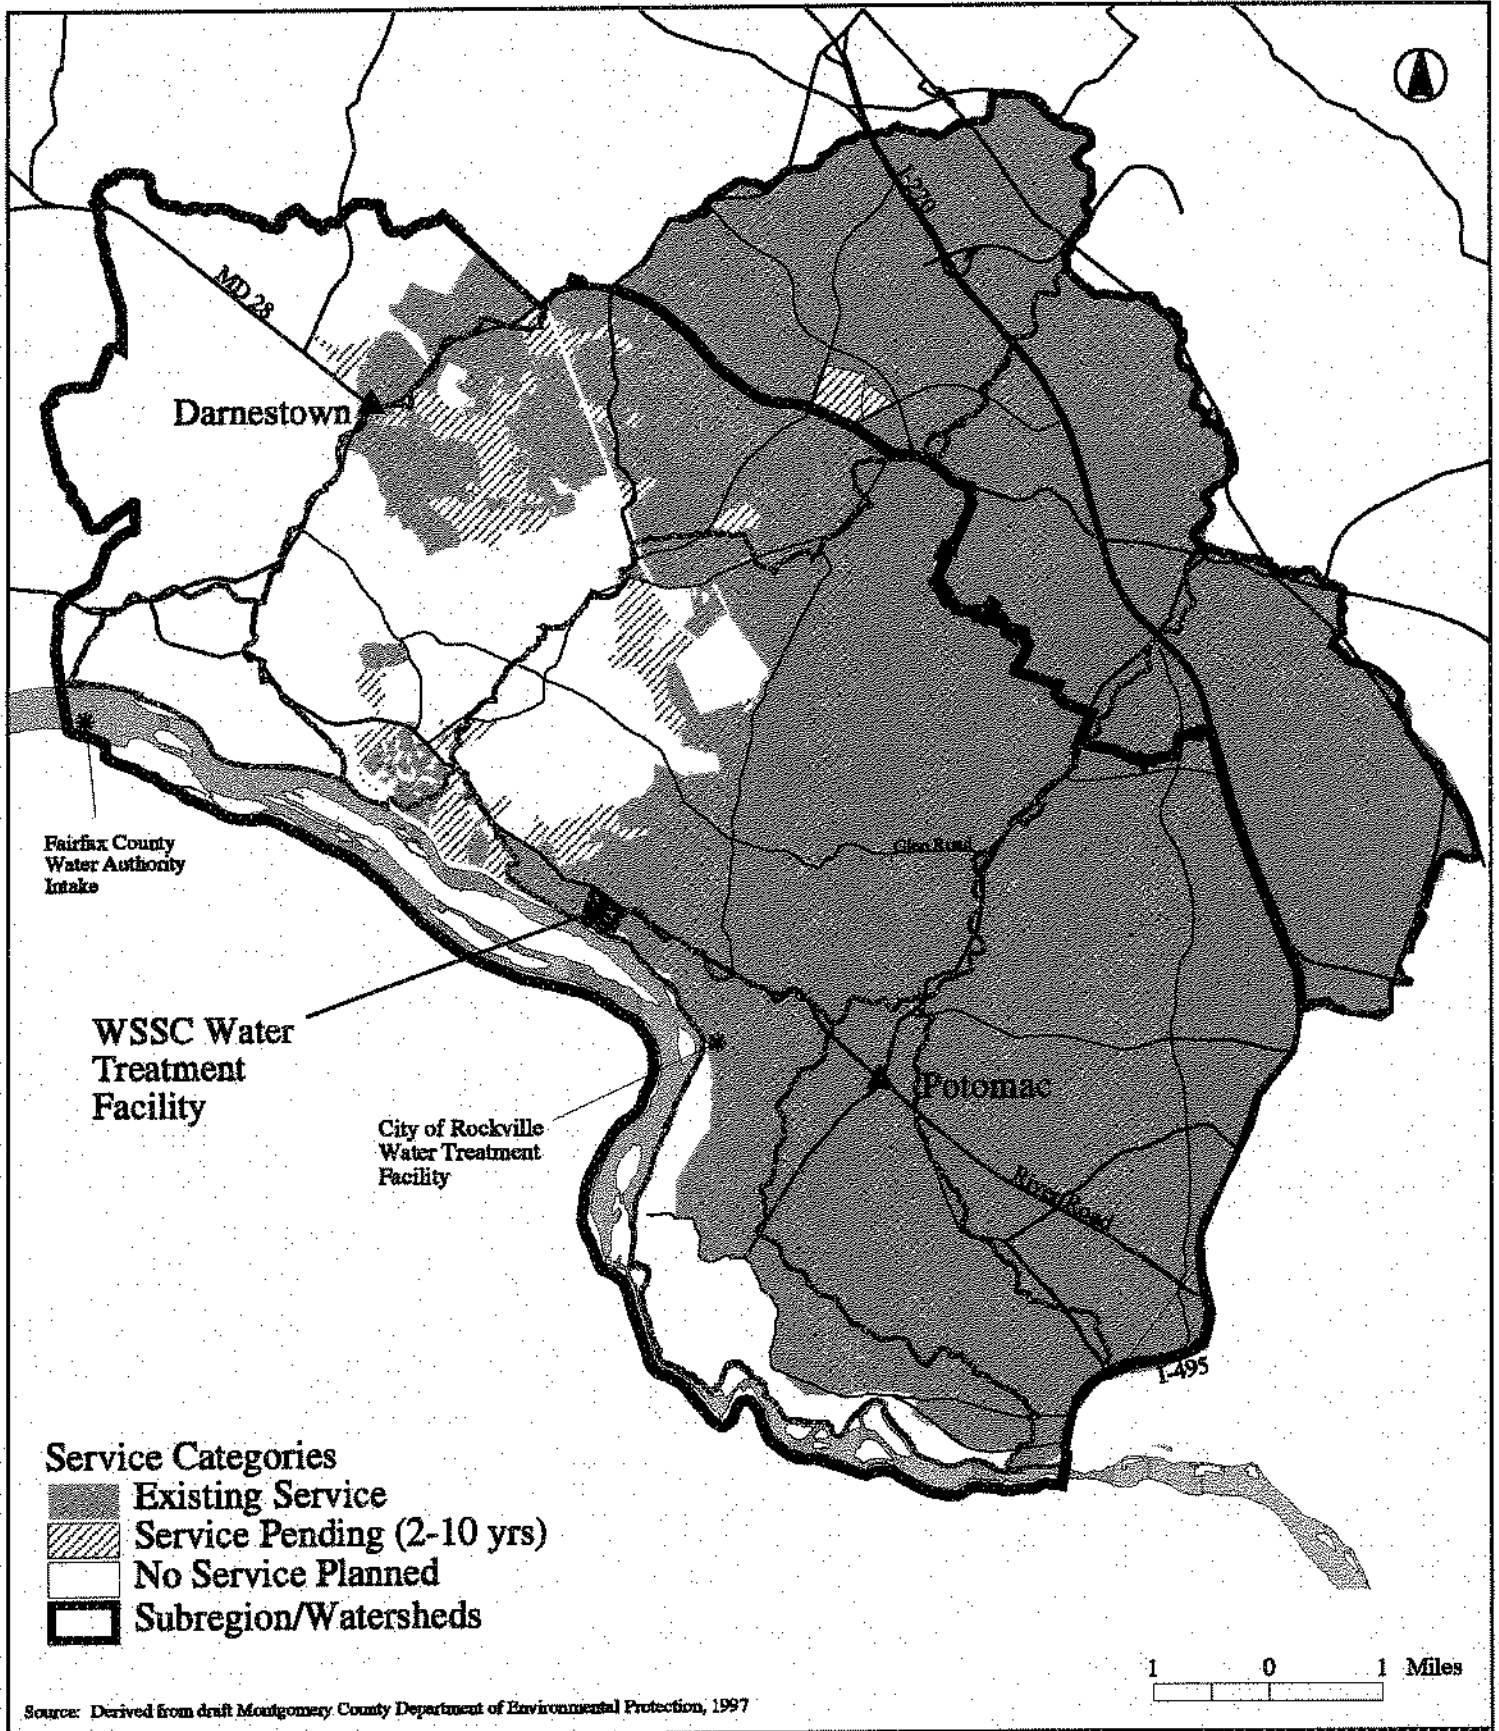 I-270
MD 28
Darnestown
Glen Road
Fairfax County
Water Authority
Intake
WSSC Water
Treatment
Facility
Potomac
City of Rockville
Water Treatment
Facility
River Road
I-495
Service Categories
Existing Service
Service Pending (2-10 yrs)
No Service Planned
Subregion/Watersheds
1 0 1 Miles
Source: Derived from draft Montgomery County Department of Environmental Protection, 1997